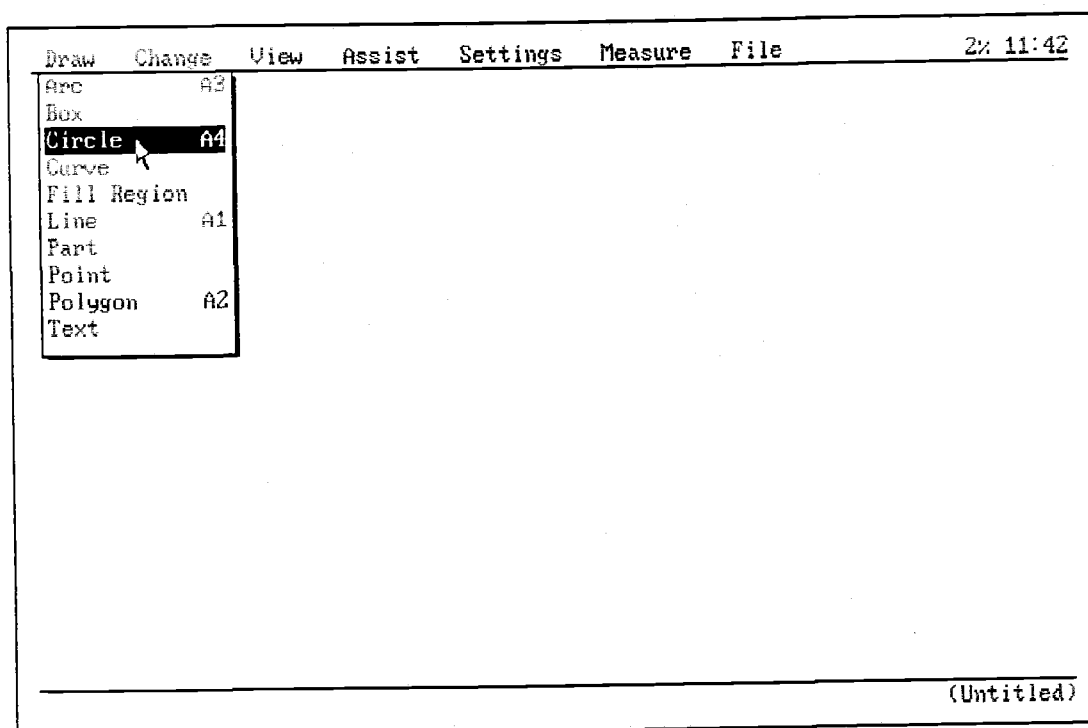 Draw Change View Assist Settings Measure File 2% 11:42
Arc A3
Box
Circle A4
Curve
Fill Region
Line A1
Part
Point
Polygon A2
Text
(Untitled)